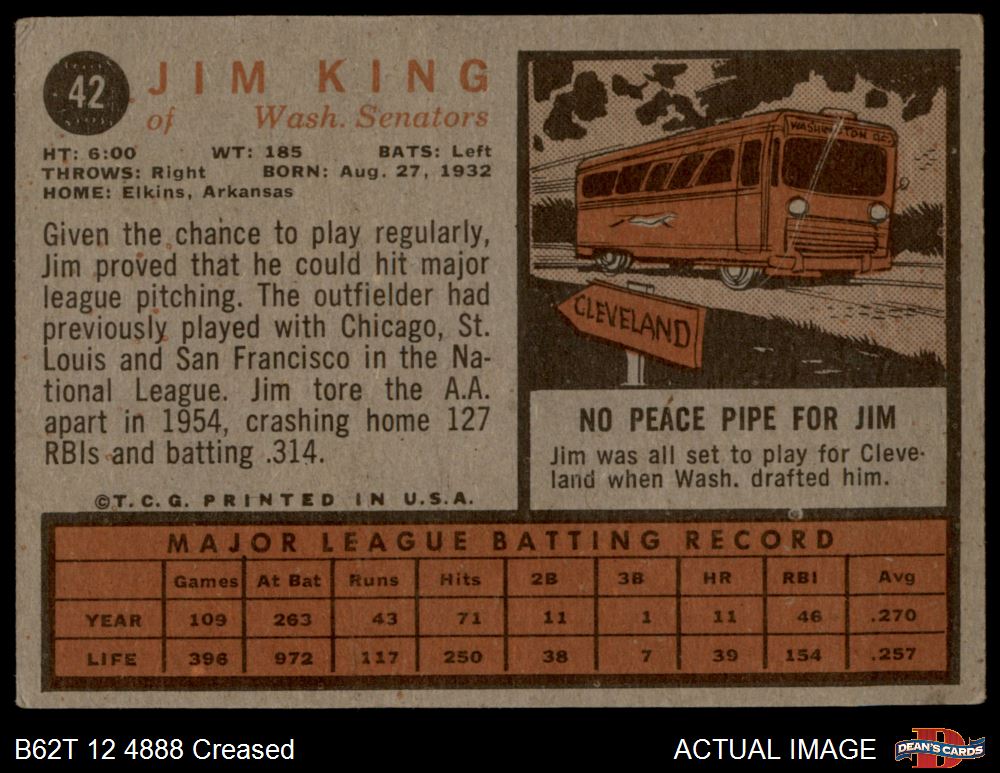 42
JIM KING
of Wash. Senators
HT: 6:00 WT: 185 BATS: Left
THROWS: Right BORN: Aug. 27, 1932
HOME: Elkins, Arkansas
Given the chance to play regularly,
Jim proved that he could hit major
league pitching. The outfielder had
previously played with Chicago, St.
Louis and San Francisco in the Na-
tional League. Jim tore the A.A.
apart in 1954, crashing home 127
RBIs and batting .314.
©T.C.G. PRINTED IN U.S.A.
WASHINGTON D.C.
CLEVELAND
NO PEACE PIPE FOR JIM
Jim was all set to play for Cleve-
land when Wash. drafted him.
MAJOR LEAGUE BATTING RECORD
Games At Bat Runs Hits 2B 3B HR RBI Avg
YEAR 109 263 43 71 11 1 11 46 .270
LIFE 396 972 117 250 38 7 39 154 .257
B62T 12 4888 Creased
ACTUAL IMAGE
D
DEAN'S CARDS